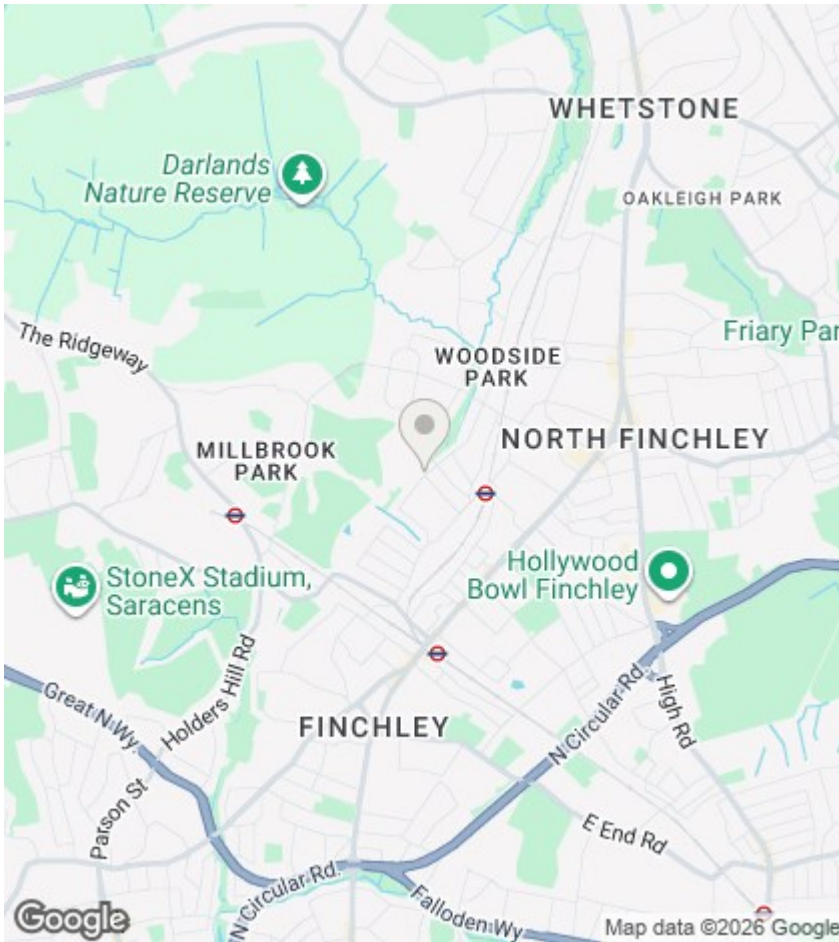 WHETSTONE
Darlands
Nature Reserve
OAKLEIGH PARK
The Ridgeway
Friary Par
WOODSIDE
PARK
NORTH FINCHLEY
MILLBROOK
PARK
StoneX Stadium,
Saracens
Hollywood
Bowl Finchley
Holders Hill Rd
Great N Wy.
N Circular Rd.
High Rd
FINCHLEY
Parson St
E End Rd
N Circular Rd.
Falloden Wy
Google
Map data ©2026 Google